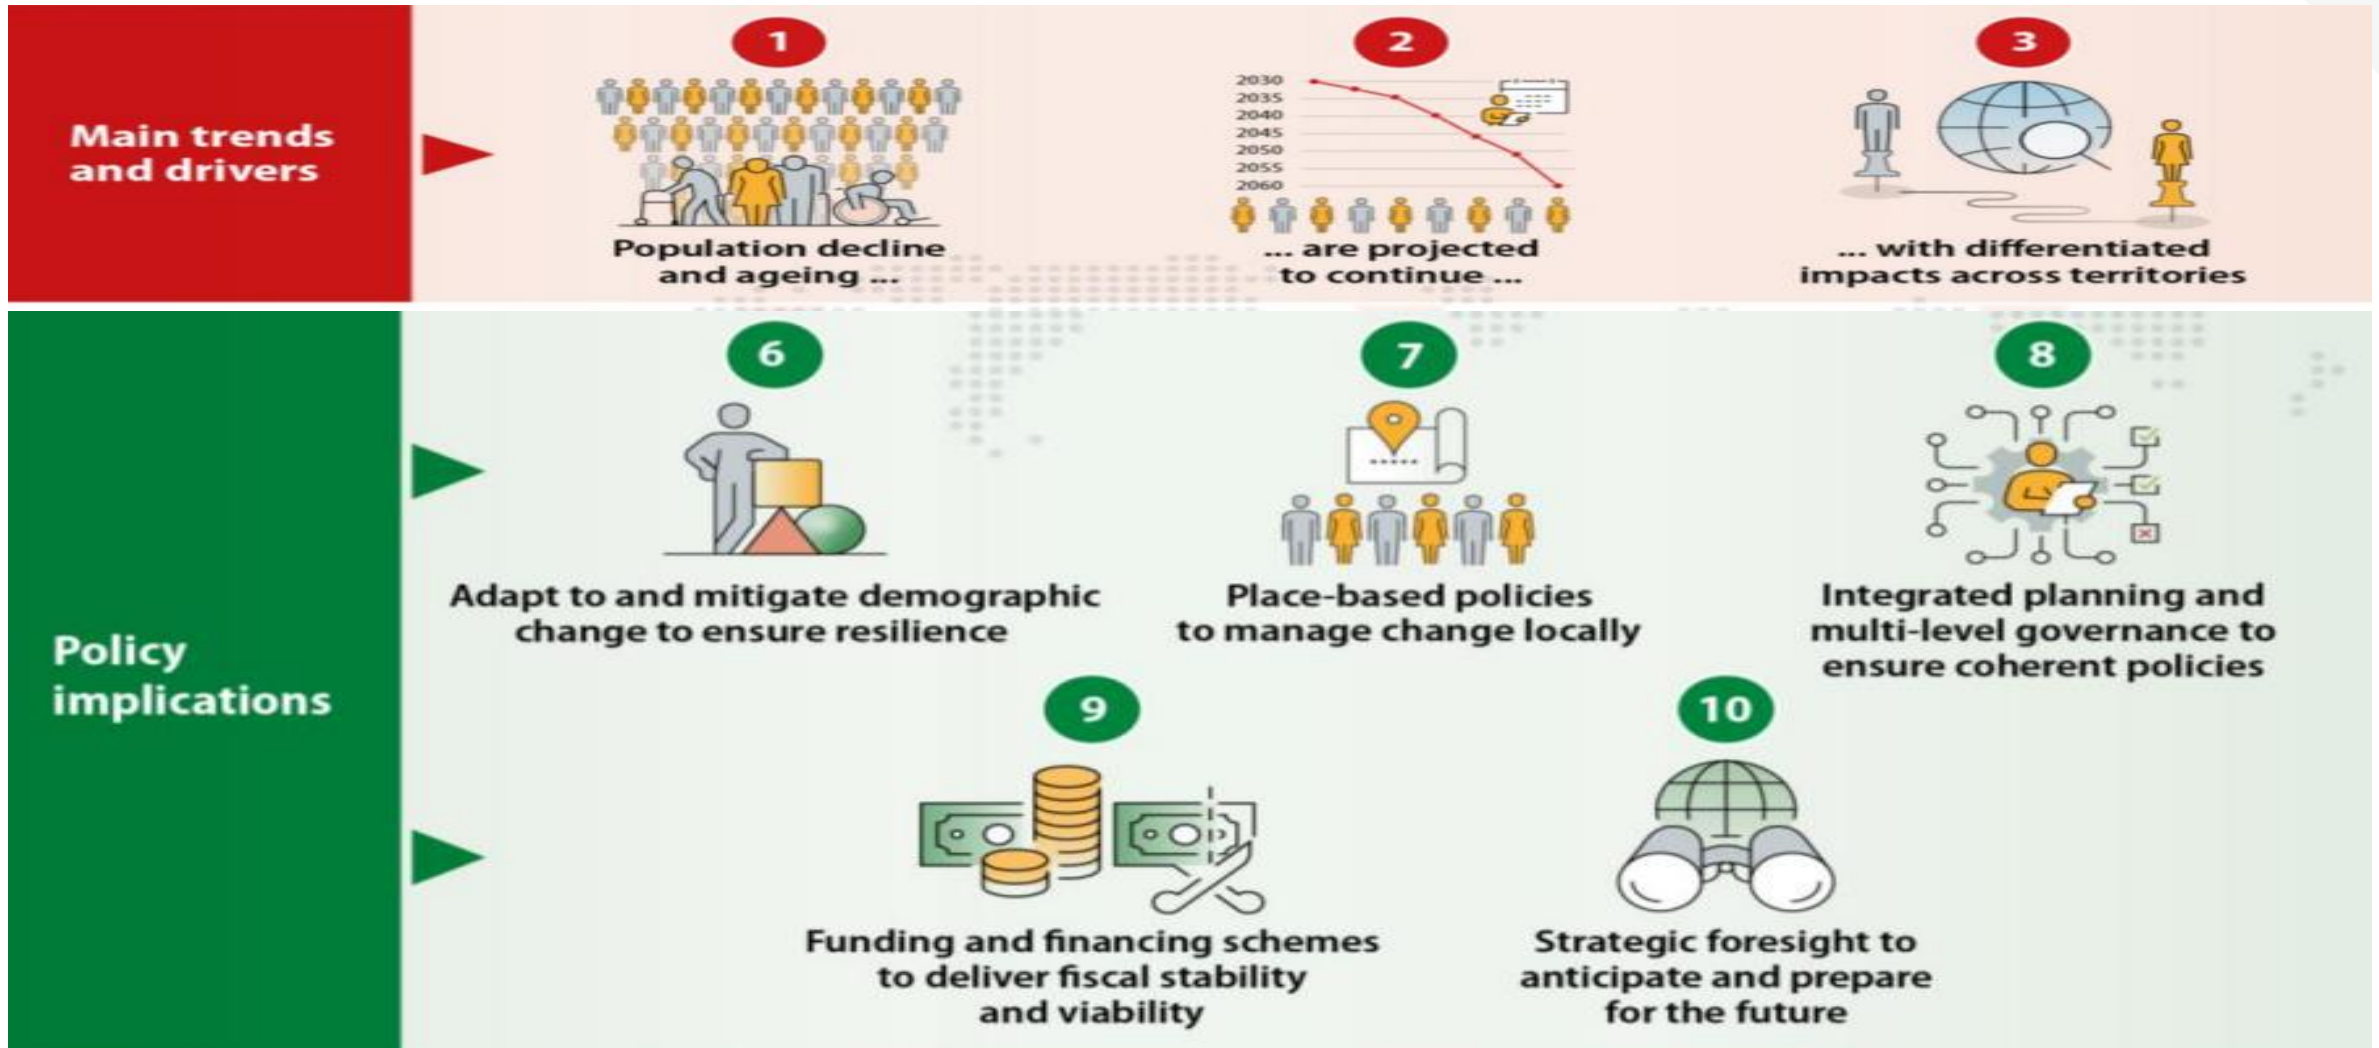 Main trends
and drivers
1
Population decline
and ageing ...
2
2030
2035
2040
2045
2050
2055
2060
... are projected
to continue ...
3
... with differentiated
impacts across territories
Policy
implications
6
Adapt to and mitigate demographic
change to ensure resilience
7
Place-based policies
to manage change locally
8
Integrated planning and
multi-level governance to
ensure coherent policies
9
Funding and financing schemes
to deliver fiscal stability
and viability
10
Strategic foresight to
anticipate and prepare
for the future